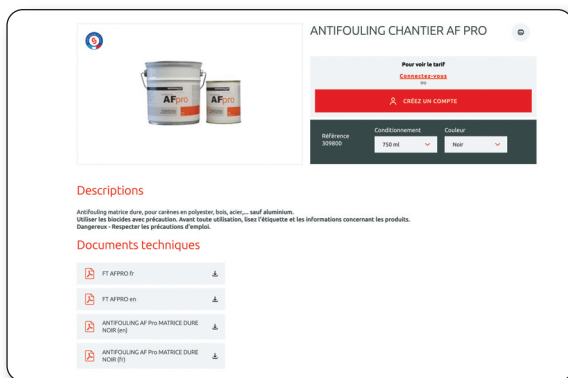 ANTIFOULING CHANTIER AF PRO
AFpro
AFpro
Pour voir le tarif
Connectez-vous
ou
CRÉEZ UN COMPTE
Référence
309800
Conditionnement
750 ml
Couleur
Noir
Descriptions
Antifouling matrice dure, pour carènes en polyester, bois, acier,... sauf aluminium.
Utiliser les biocides avec précaution. Avant toute utilisation, lisez l'étiquette et les informations concernant les produits.
Dangereux - Respecter les précautions d'emploi.
Documents techniques
FT AFPRO fr
FT AFPRO en
ANTIFOULING AF Pro MATRICE DURE
NOIR (en)
ANTIFOULING AF Pro MATRICE DURE
NOIR (fr)